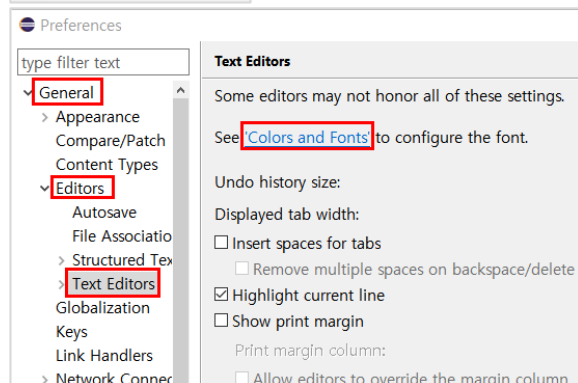 Preferences
type filter text
General
Appearance
Compare/Patch
Content Types
Editors
Autosave
File Associatio
Structured Tex
Text Editors
Globalization
Keys
Link Handlers
Network Connec
Text Editors
Some editors may not honor all of these settings.
See 'Colors and Fonts' to configure the font.
Undo history size:
Displayed tab width:
Insert spaces for tabs
Remove multiple spaces on backspace/delete
Highlight current line
Show print margin
Print margin column:
Allow editors to override the margin column